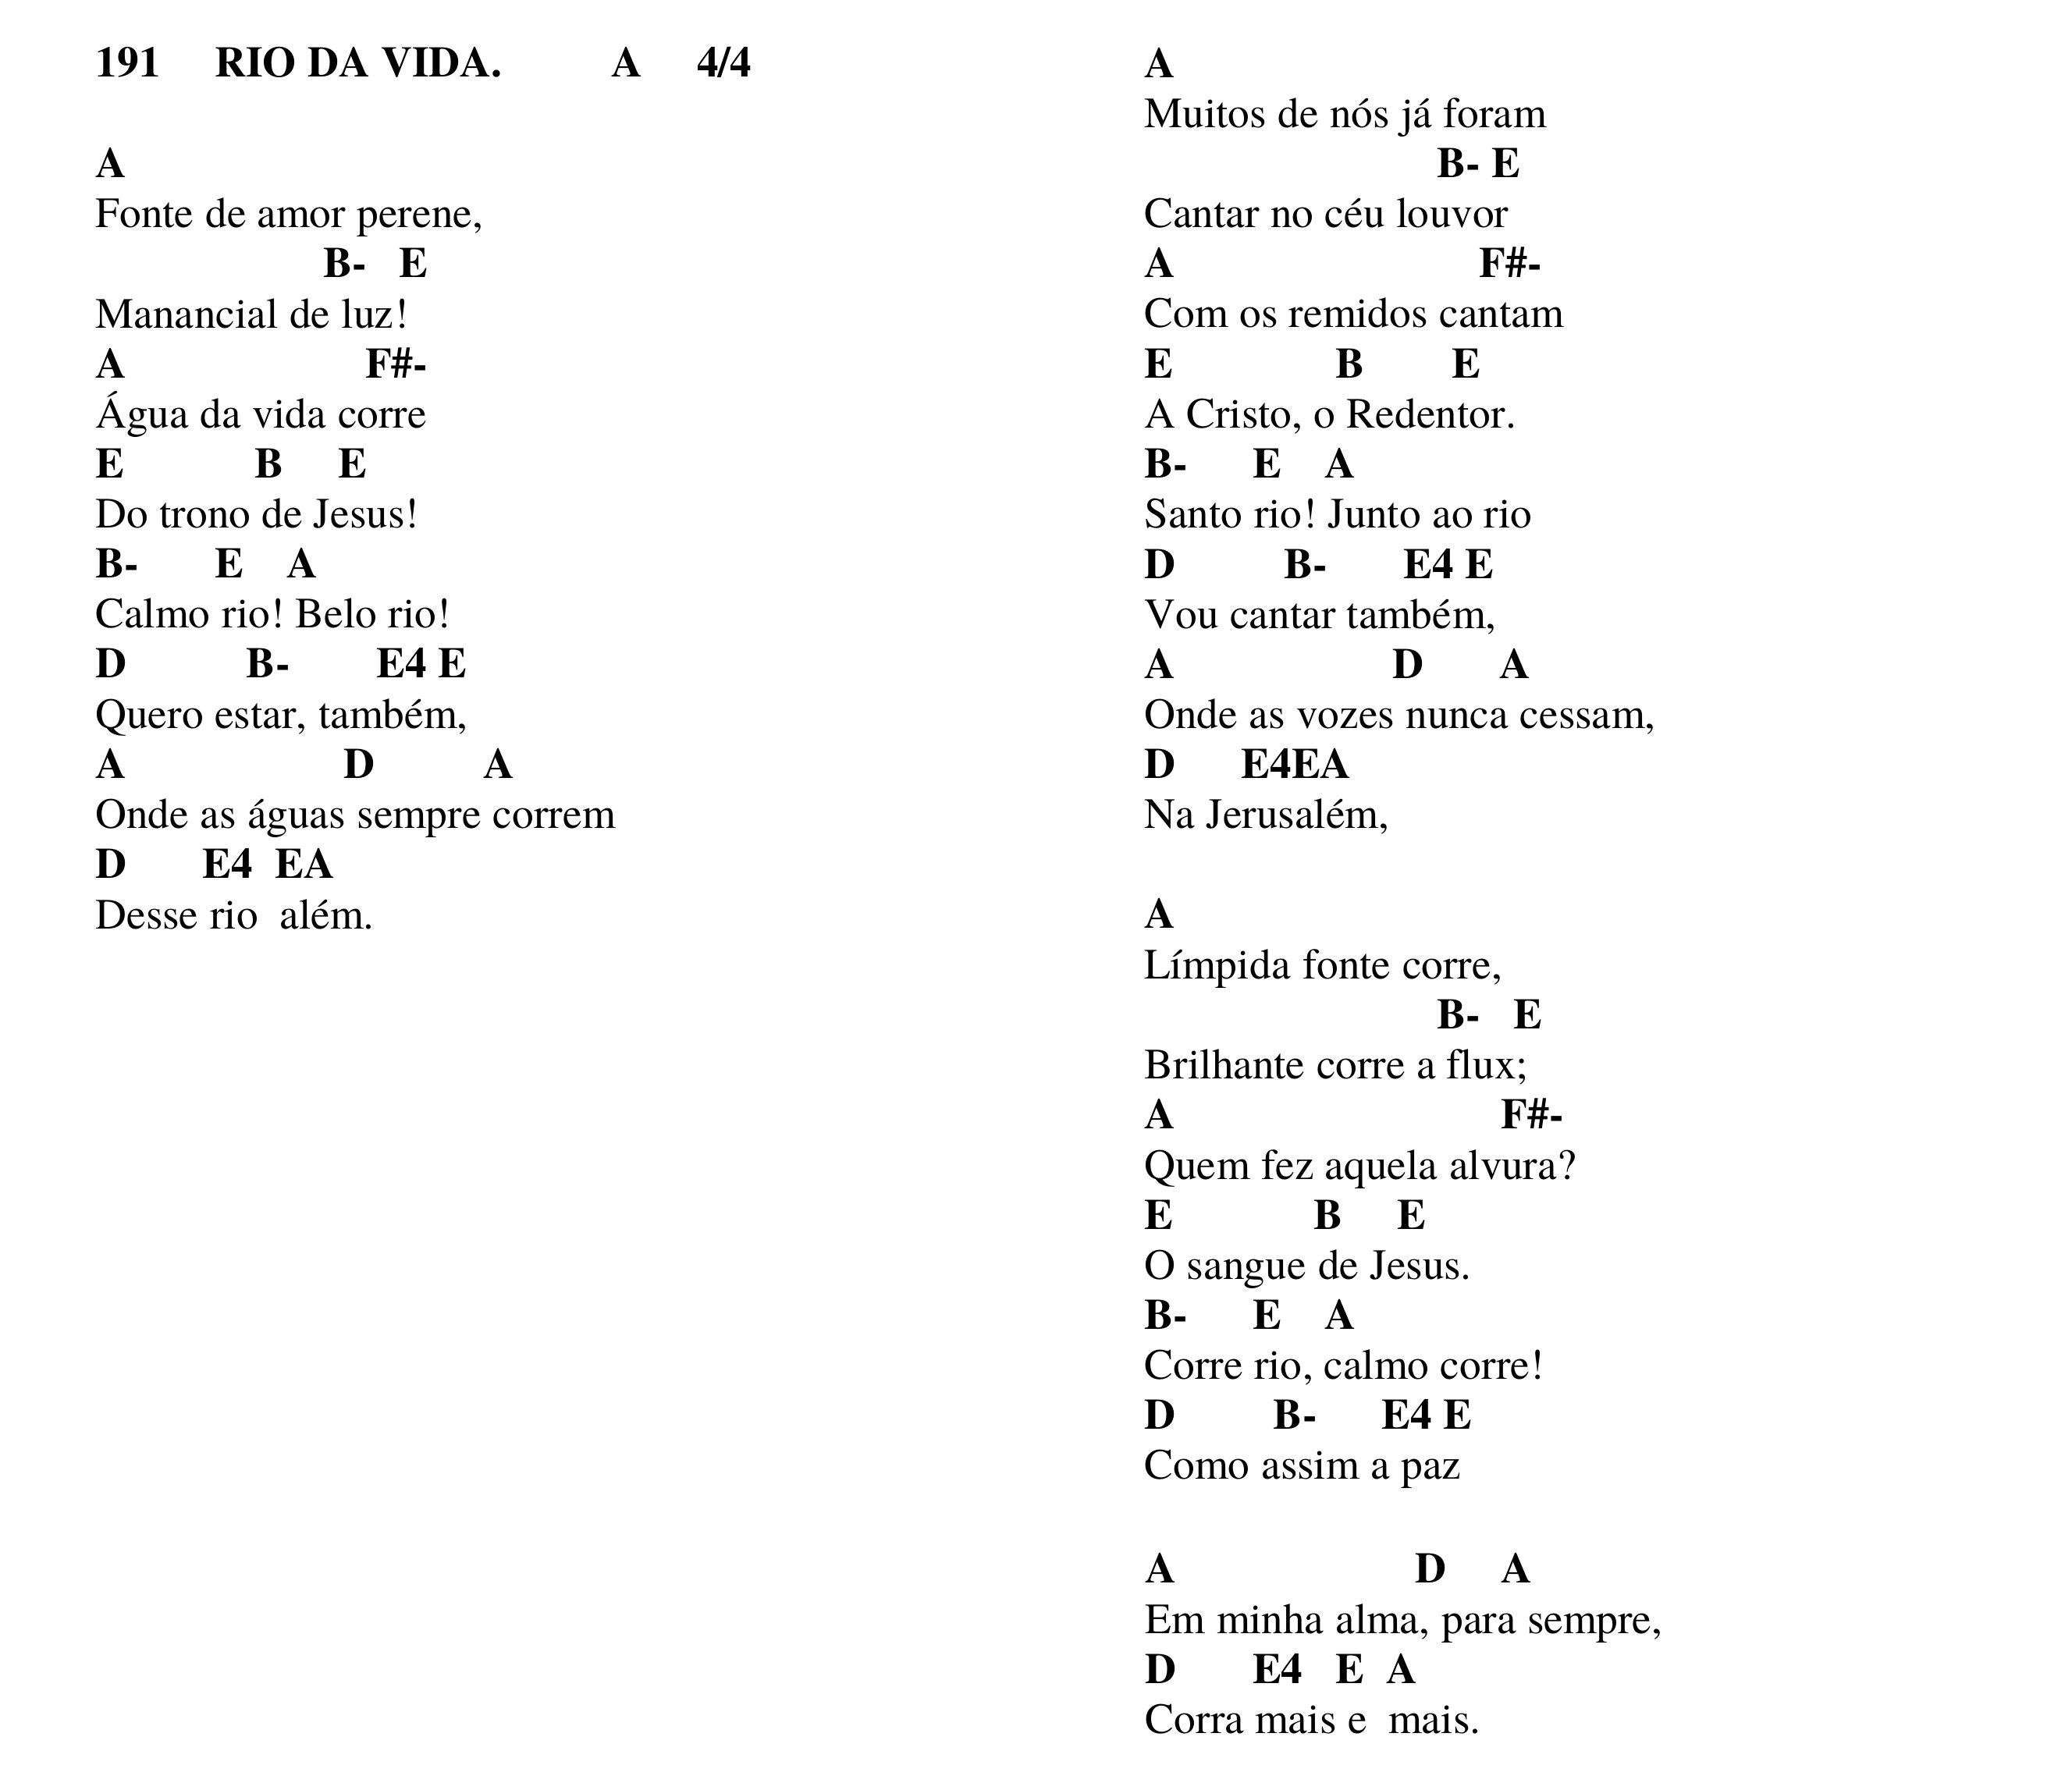 191 RIO DA VIDA. A 4/4
A
Fonte de amor perene,
B- E
Manancial de luz!
A F#-
Água da vida corre
E B E
Do trono de Jesus!
B- E A
Calmo rio! Belo rio!
D B- E4 E
Quero estar, também,
A D A
Onde as águas sempre correm
D E4 EA
Desse rio além.
A
Muitos de nós já foram
B- E
Cantar no céu louvor
A F#-
Com os remidos cantam
E B E
A Cristo, o Redentor.
B- E A
Santo rio! Junto ao rio
D B- E4 E
Vou cantar também,
A D A
Onde as vozes nunca cessam,
D E4EA
Na Jerusalém,
A
Límpida fonte corre,
B- E
Brilhante corre a flux;
A F#-
Quem fez aquela alvura?
E B E
O sangue de Jesus.
B- E A
Corre rio, calmo corre!
D B- E4 E
Como assim a paz
A D A
Em minha alma, para sempre,
D E4 E A
Corra mais e mais.